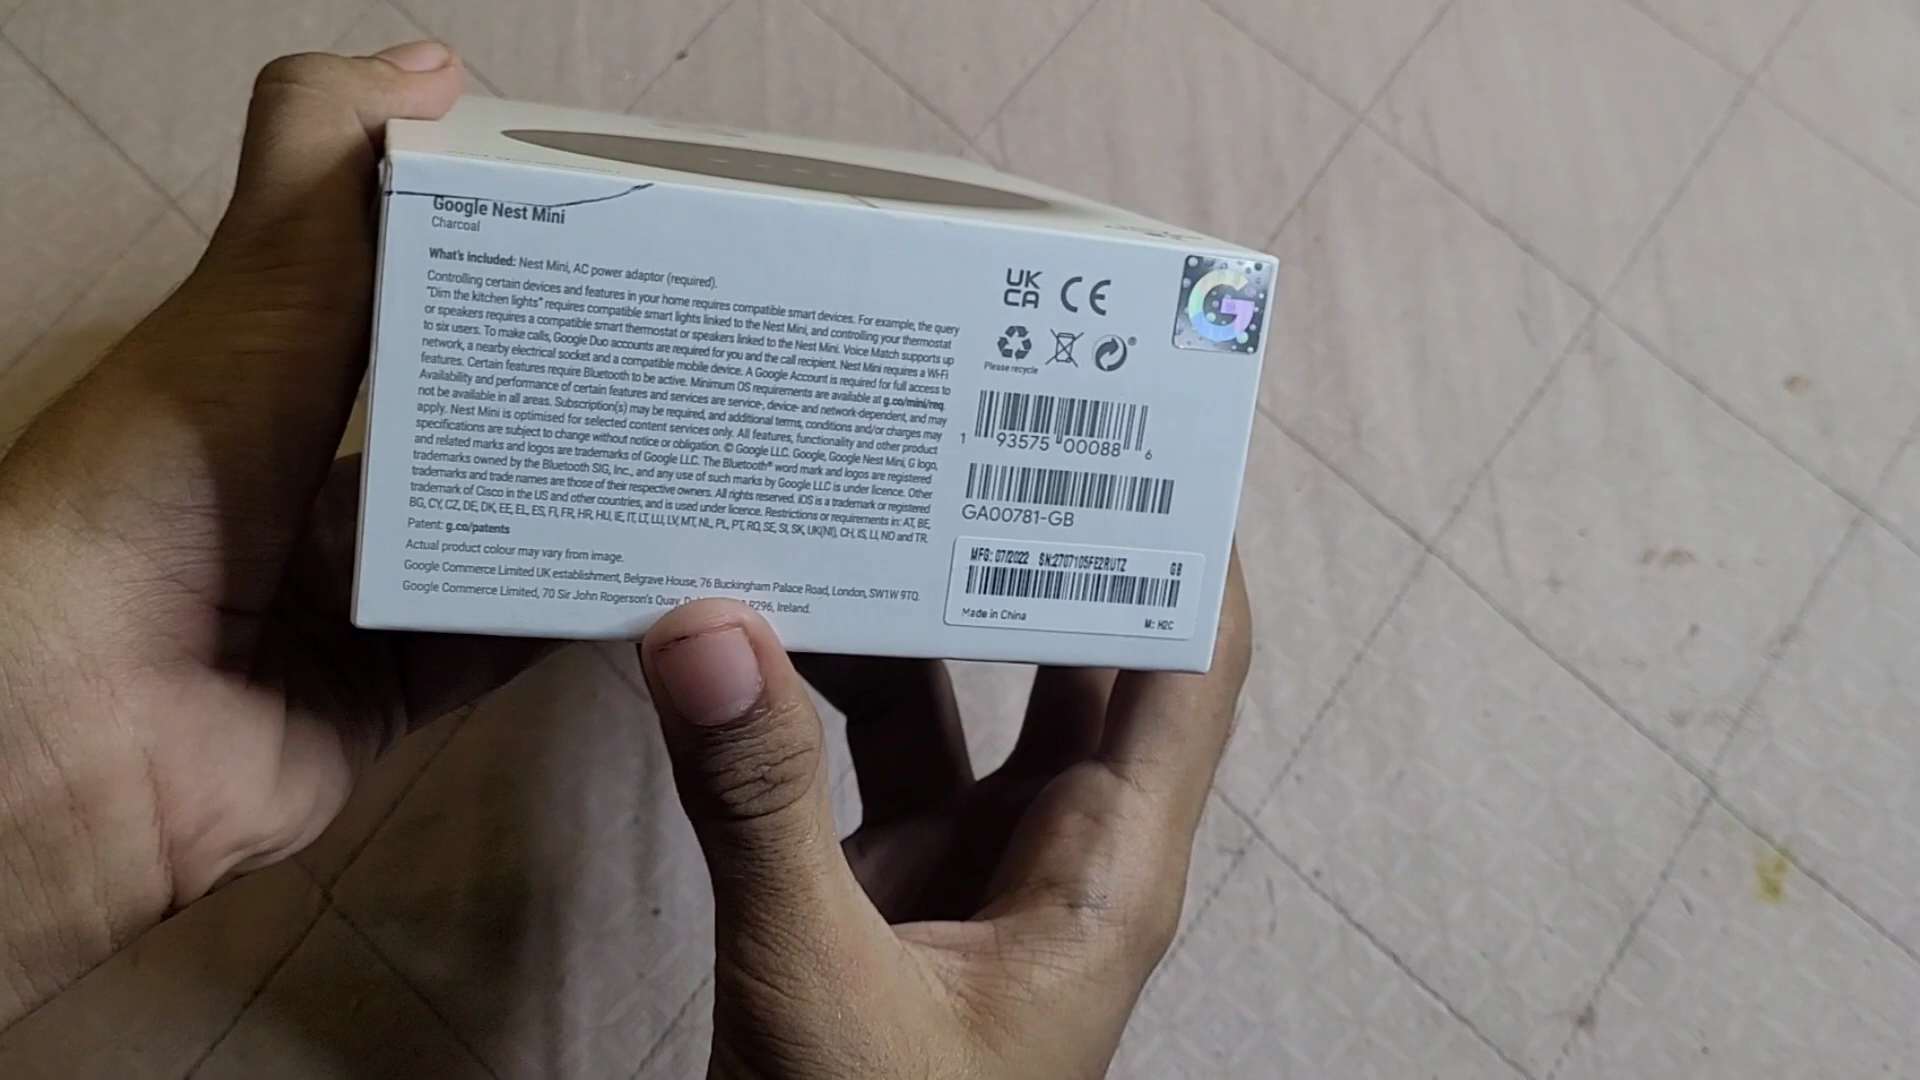 Google Nest Mini
Charcoal
What's included: Nest Mini, AC power adaptor (required).
Controlling certain devices and features in your home requires compatible smart devices. For example, the query
"Dim the kitchen lights" requires compatible smart lights linked to the Nest Mini, and controlling your thermostat
or speakers requires a compatible smart thermostat or speakers linked to the Nest Mini. Voice Match supports up
to six users. To make calls, Google Duo accounts are required for you and the call recipient. Nest Mini requires a Wi-Fi
network, a nearby electrical socket and a compatible mobile device. A Google Account is required for full access to
features. Certain features require Bluetooth to be active. Minimum OS requirements are available at g.co/mini/req.
Availability and performance of certain features and services are service-, device- and network-dependent, and may
not be available in all areas. Subscription(s) may be required, and additional terms, conditions and/or charges may
apply. Nest Mini is optimised for selected content services only. All features, functionality and other product
specifications are subject to change without notice or obligation. © Google LLC. Google, Google Nest Mini, G logo,
and related marks and logos are trademarks of Google LLC. The Bluetooth® word mark and logos are registered
trademarks owned by the Bluetooth SIG, Inc., and any use of such marks by Google LLC is under licence. Other
trademarks and trade names are those of their respective owners. All rights reserved. iOS is a trademark or registered
trademark of Cisco in the US and other countries, and is used under licence. Restrictions or requirements in: AT, BE,
BG, CY, CZ, DE, DK, EE, EL, ES, FI, FR, HR, HU, IE, IT, LT, LU, LV, MT, NL, PL, PT, RO, SE, SI, SK, UK(NI), CH, IS, LI, NO and TR.
Patent: g.co/patents
Actual product colour may vary from image.
Google Commerce Limited UK establishment, Belgrave House, 76 Buckingham Palace Road, London, SW1W 9TQ.
Google Commerce Limited, 70 Sir John Rogerson's Quay, R296, Ireland.
UK
CA
CE
G
Please recycle
®
1 93575 00088 6
GA00781-GB
MFG: 07/2022 SN:2707105FE2RUTZ GB
Made in China
M: H2C